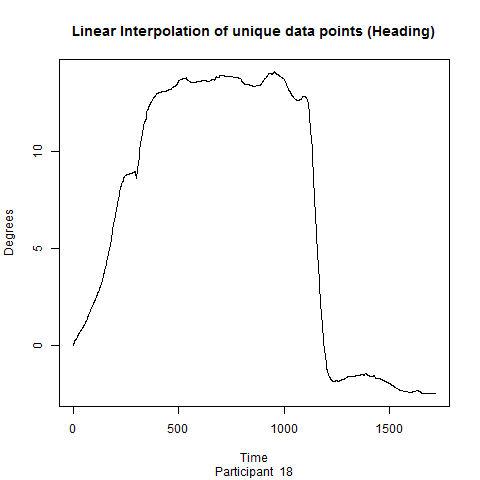 Linear Interpolation of unique data points (Heading)
Degrees
10
5
0
0 500 1000 1500
Time
Participant 18